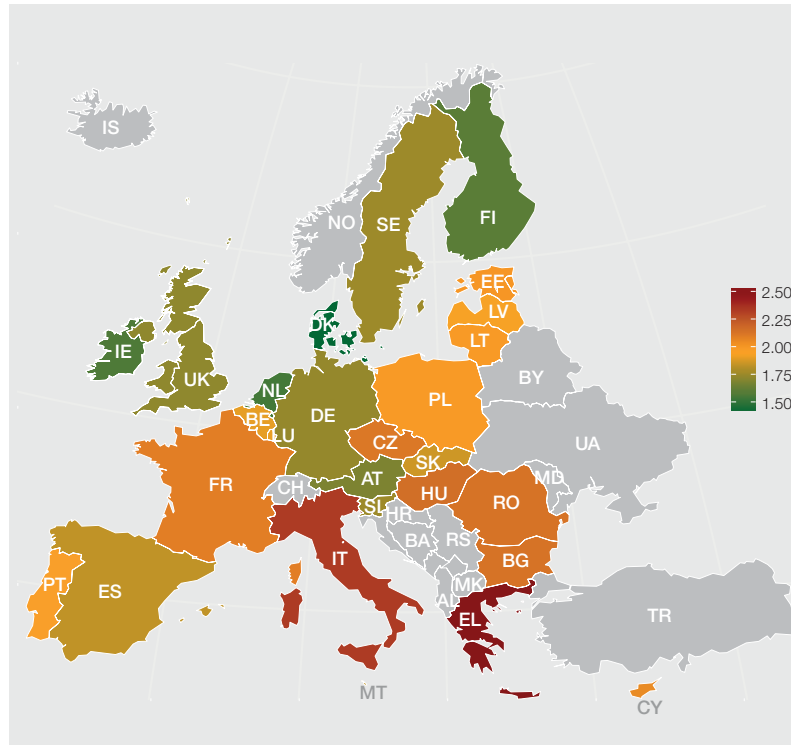 IS
NO
SE
FI
EE
LV
LT
DK
IE
UK
NL
BE
LU
DE
PL
BY
UA
CZ
SK
AT
CH
FR
HU
RO
MD
SI
HR
BA
RS
IT
BG
MK
AL
EL
PT
ES
TR
MT
CY
2.50
2.25
2.00
1.75
1.50